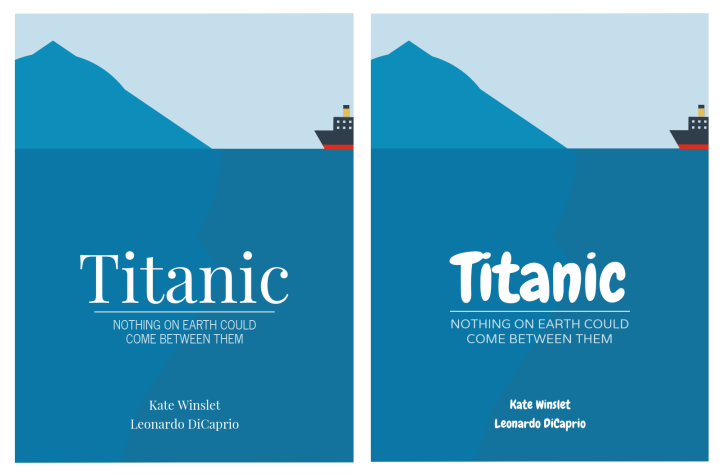 Titanic
NOTHING ON EARTH COULD
COME BETWEEN THEM
Kate Winslet
Leonardo DiCaprio
Titanic
NOTHING ON EARTH COULD
COME BETWEEN THEM
Kate Winslet
Leonardo DiCaprio